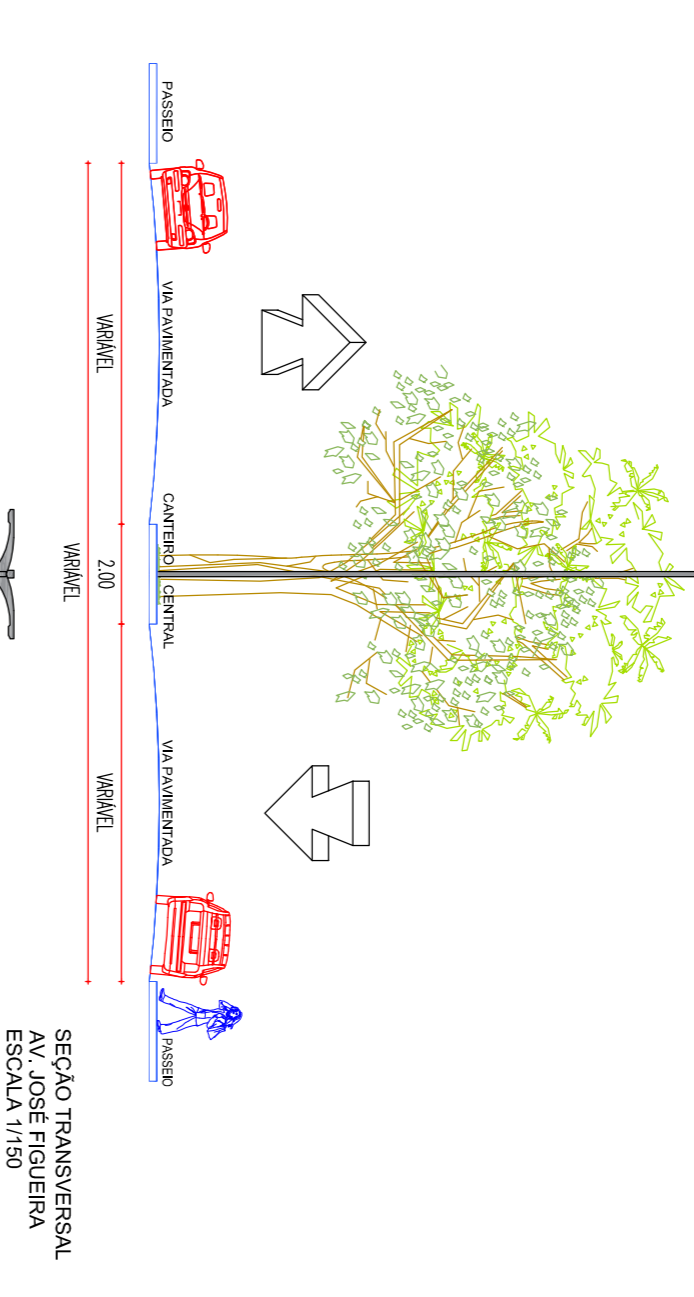 PASSEIO
VIA PAVIMENTADA
CANTEIRO CENTRAL
VIA PAVIMENTADA
PASSEIO
VARIÁVEL
2.00
VARIÁVEL
VARIÁVEL
SEÇÃO TRANSVERSAL
AV. JOSÉ FIGUEIRA
ESCALA 1/150